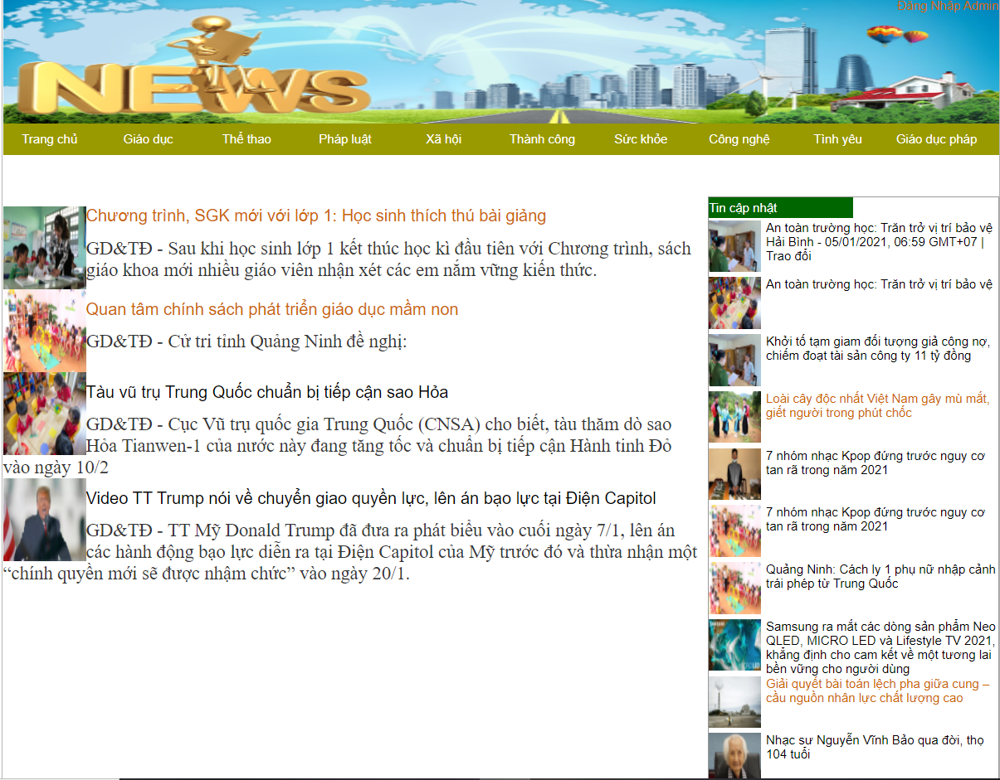 Đăng Nhập Admin
NEWS
Trang chủ Giáo dục Thể thao Pháp luật Xã hội Thành công Sức khỏe Công nghệ Tình yêu Giáo dục pháp
Chương trình, SGK mới với lớp 1: Học sinh thích thú bài giảng
GD&TĐ - Sau khi học sinh lớp 1 kết thúc học kì đầu tiên với Chương trình, sách
giáo khoa mới nhiều giáo viên nhận xét các em nắm vững kiến thức.
Quan tâm chính sách phát triển giáo dục mầm non
GD&TĐ - Cử tri tỉnh Quảng Ninh đề nghị:
Tàu vũ trụ Trung Quốc chuẩn bị tiếp cận sao Hỏa
GD&TĐ - Cục Vũ trụ quốc gia Trung Quốc (CNSA) cho biết, tàu thăm dò sao
Hỏa Tianwen-1 của nước này đang tăng tốc và chuẩn bị tiếp cận Hành tinh Đỏ
vào ngày 10/2
Video TT Trump nói về chuyển giao quyền lực, lên án bạo lực tại Điện Capitol
GD&TĐ - TT Mỹ Donald Trump đã đưa ra phát biểu vào cuối ngày 7/1, lên án
các hành động bạo lực diễn ra tại Điện Capitol của Mỹ trước đó và thừa nhận một
“chính quyền mới sẽ được nhậm chức” vào ngày 20/1.
Tin cập nhật
An toàn trường học: Trăn trở vị trí bảo vệ
Hải Bình - 05/01/2021, 06:59 GMT+07 |
Trao đổi
An toàn trường học: Trăn trở vị trí bảo vệ
Khởi tố tạm giam đối tượng giả công nợ,
chiếm đoạt tài sản công ty 11 tỷ đồng
Loài cây độc nhất Việt Nam gây mù mắt,
giết người trong phút chốc
7 nhóm nhạc Kpop đứng trước nguy cơ
tan rã trong năm 2021
7 nhóm nhạc Kpop đứng trước nguy cơ
tan rã trong năm 2021
Quảng Ninh: Cách ly 1 phụ nữ nhập cảnh
trái phép từ Trung Quốc
Samsung ra mắt các dòng sản phẩm Neo
QLED, MICRO LED và Lifestyle TV 2021,
khẳng định cho cam kết về một tương lai
bền vững cho người dùng
Giải quyết bài toán lệch pha giữa cung –
cầu nguồn nhân lực chất lượng cao
Nhạc sư Nguyễn Vĩnh Bảo qua đời, thọ
104 tuổi